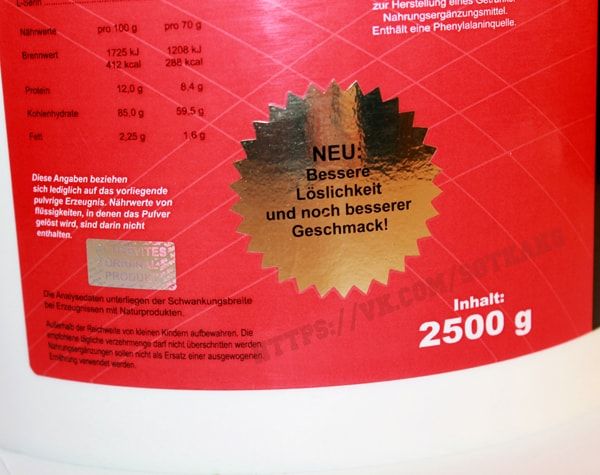 L-Serin
zur Herstellung eines Getränks.
Nahrungsergänzungsmittel.
Enthält eine Phenylalaninquelle.
Nährwerte pro 100 g pro 70 g
Brennwert 1725 kJ 1208 kJ
412 kcal 288 kcal
Protein 12,0 g 8,4 g
Kohlenhydrate 85,0 g 59,5 g
Fett 2,25 g 1,6 g
NEU:
Bessere
Löslichkeit
und noch besserer
Geschmack!
Diese Angaben beziehen
sich lediglich auf das vorliegende
pulvrige Erzeugnis. Nährwerte von
flüssigkeiten, in denen das Pulver
gelöst wird, sind darin nicht
enthalten.
ORIGINAL
PRODUKT
Die Analysedaten unterliegen der Schwankungsbreite
bei Erzeugnissen mit Naturprodukten.
Außerhalb der Reichweite von kleinen Kindern aufbewahren. Die
empfohlene tägliche verzehrmenge darf nicht überschritten werden.
Nahrungsergänzungen sollen nicht als Ersatz einer ausgewogenen
Ernährung verwendet werden.
Inhalt:
2500 g